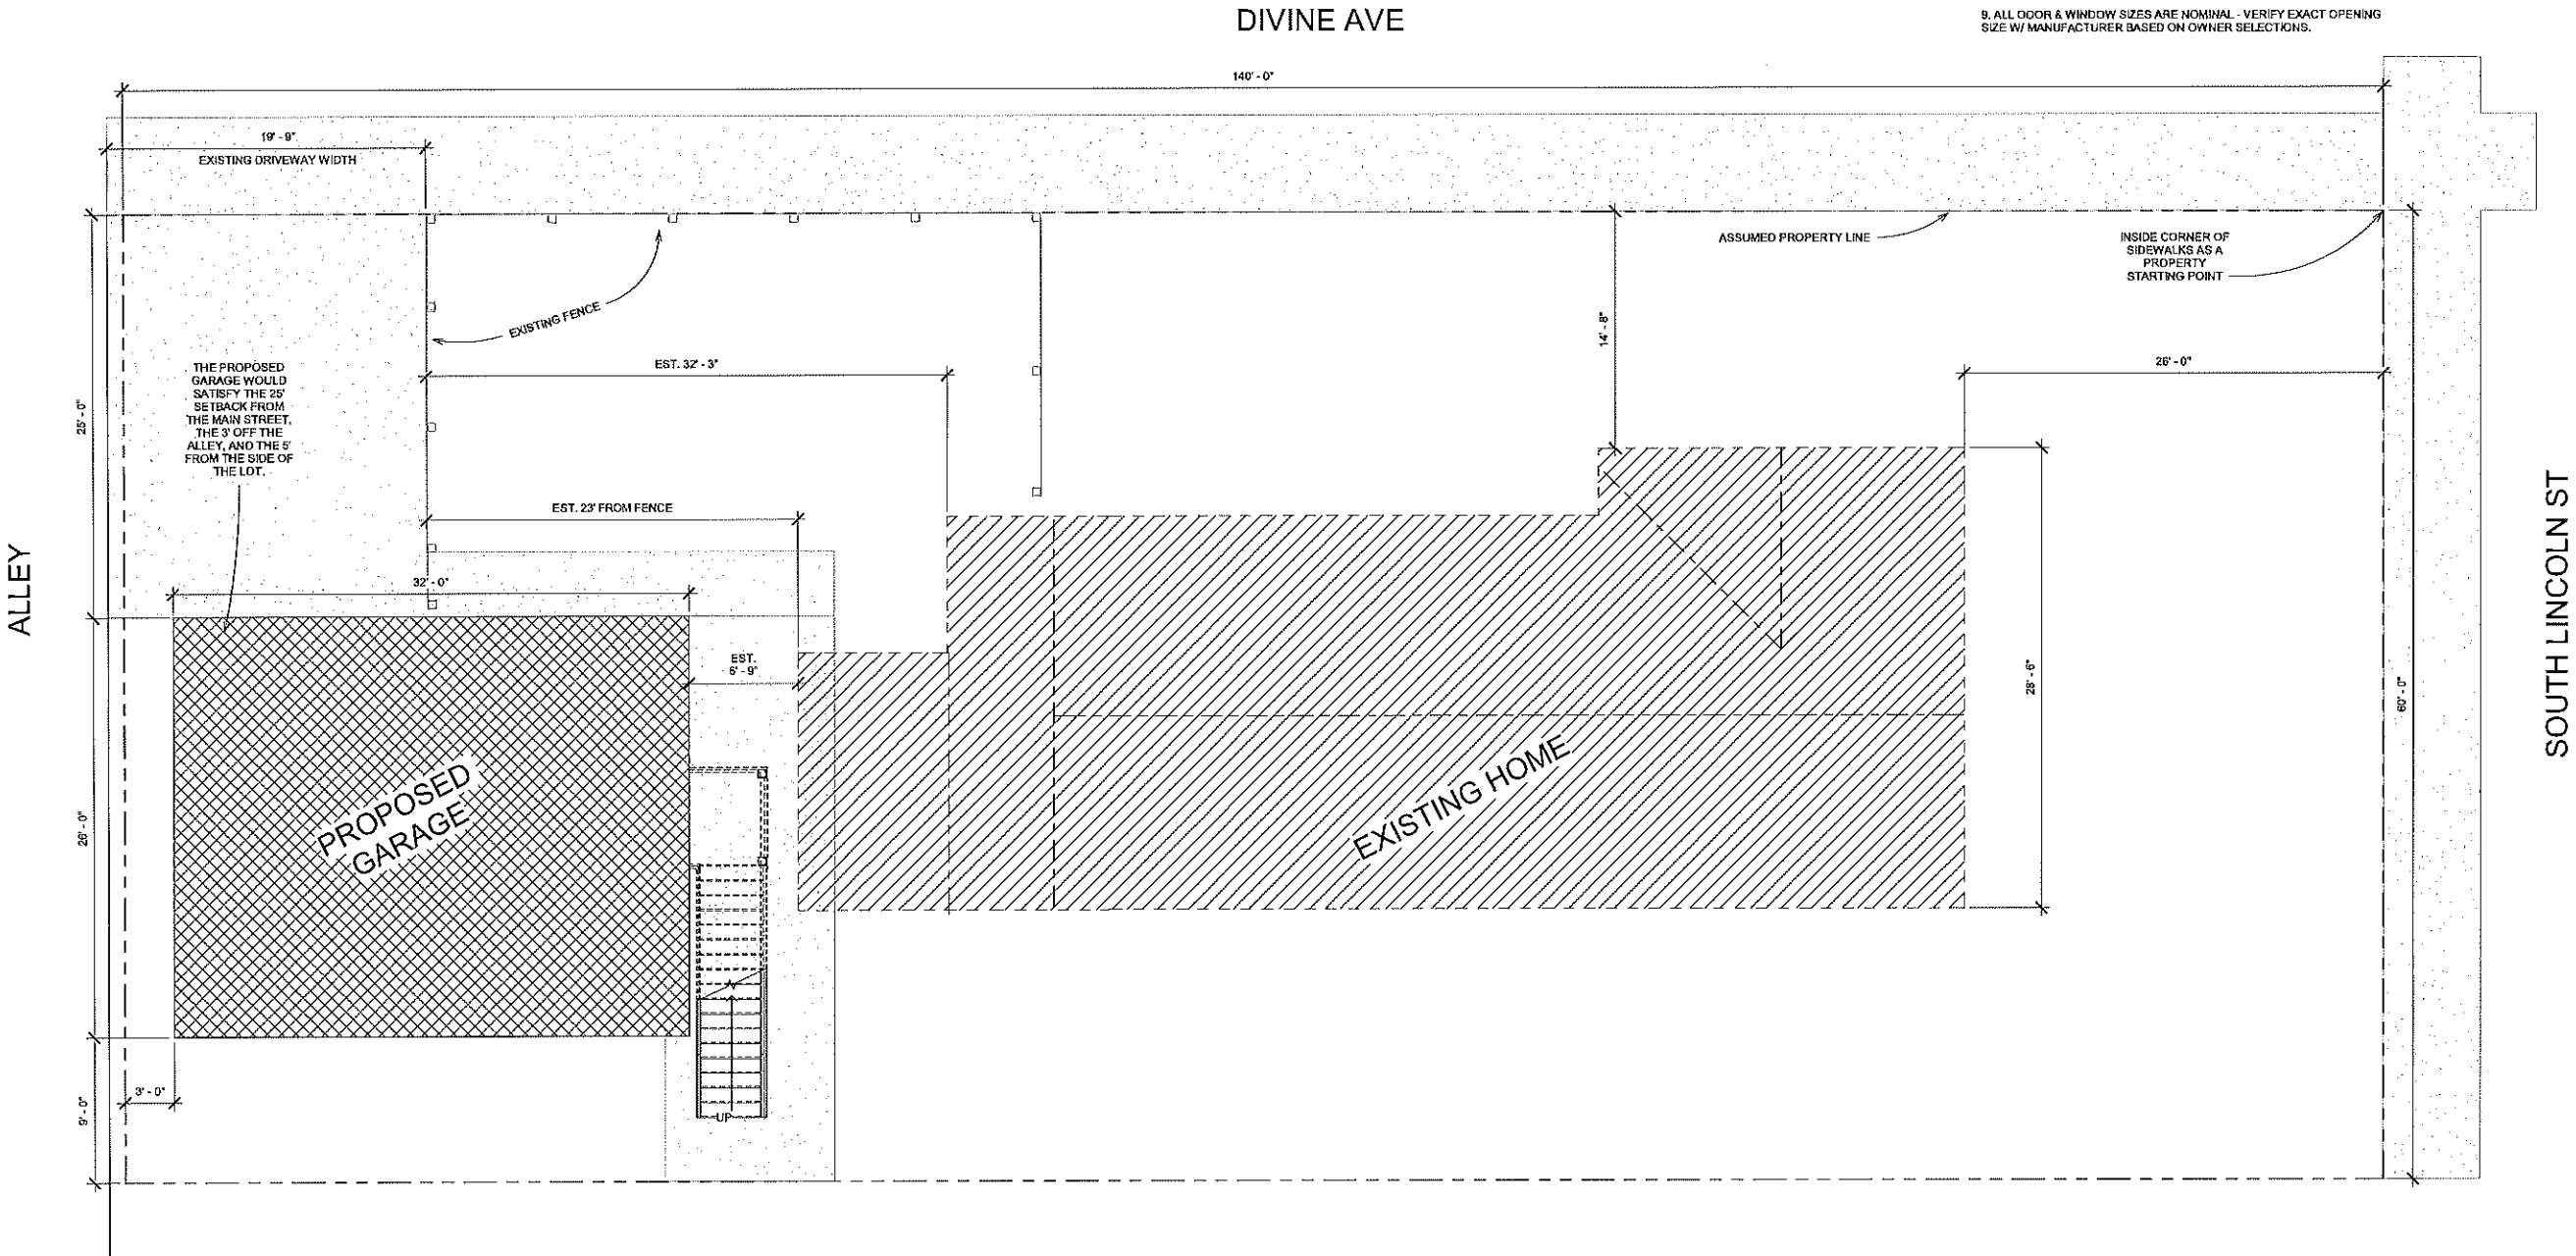 DIVINE AVE
9. ALL DOOR & WINDOW SIZES ARE NOMINAL - VERIFY EXACT OPENING
SIZE W/ MANUFACTURER BASED ON OWNER SELECTIONS.
140' - 0"
19' - 9"
EXISTING DRIVEWAY WIDTH
ASSUMED PROPERTY LINE
INSIDE CORNER OF
SIDEWALKS AS A
PROPERTY
STARTING POINT
EXISTING FENCE
14' - 8"
EST. 32' - 3"
26' - 0"
THE PROPOSED
GARAGE WOULD
SATISFY THE 25'
SETBACK FROM
THE MAIN STREET,
THE 3' OFF THE
ALLEY, AND THE 5'
FROM THE SIDE OF
THE LOT.
25' - 0"
EST. 23' FROM FENCE
ALLEY
32' - 0"
SOUTH LINCOLN ST
EST.
6' - 9"
28' - 6"
60' - 0"
PROPOSED
GARAGE
EXISTING HOME
26' - 0"
3' - 0"
9' - 0"
UP